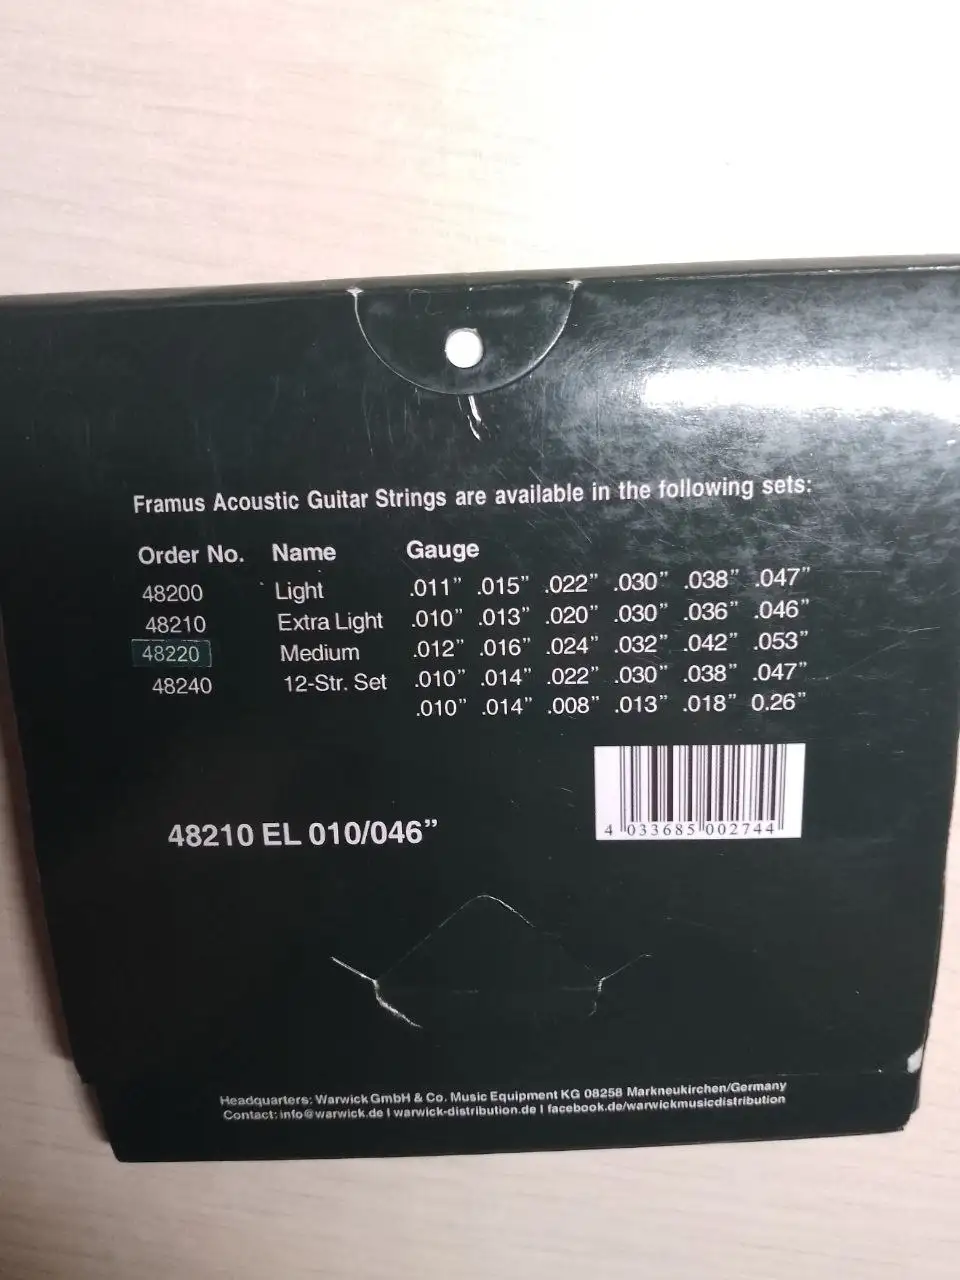 Framus Acoustic Guitar Strings are available in the following sets:
Order No. Name Gauge
48200 Light .011” .015” .022” .030” .038” .047”
48210 Extra Light .010” .013” .020” .030” .036” .046”
48220 Medium .012” .016” .024” .032” .042” .053”
48240 12-Str. Set .010” .014” .022” .030” .038” .047”
.010” .014” .008” .013” .018” 0.26”
48210 EL 010/046”
4 033685 002744
Headquarters: Warwick GmbH & Co. Music Equipment KG 08258 Markneukirchen/Germany
Contact: info@warwick.de I warwick-distribution.de I facebook.de/warwickmusicdistribution